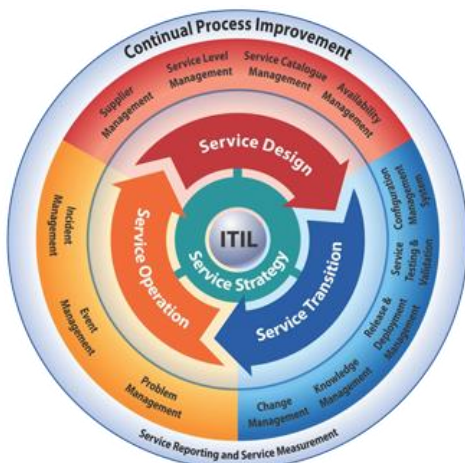 Continual Process Improvement
Supplier
Management
Service Level
Management
Service Catalogue
Management
Availability
Management
Configuration
Management
System
Service
Testing &
Validation
Release &
Deployment
Management
Knowledge
Management
Change
Management
Problem
Management
Event
Management
Incident
Management
Service Design
Service Transition
Service Operation
Service Strategy
ITIL
Service Reporting and Service Measurement